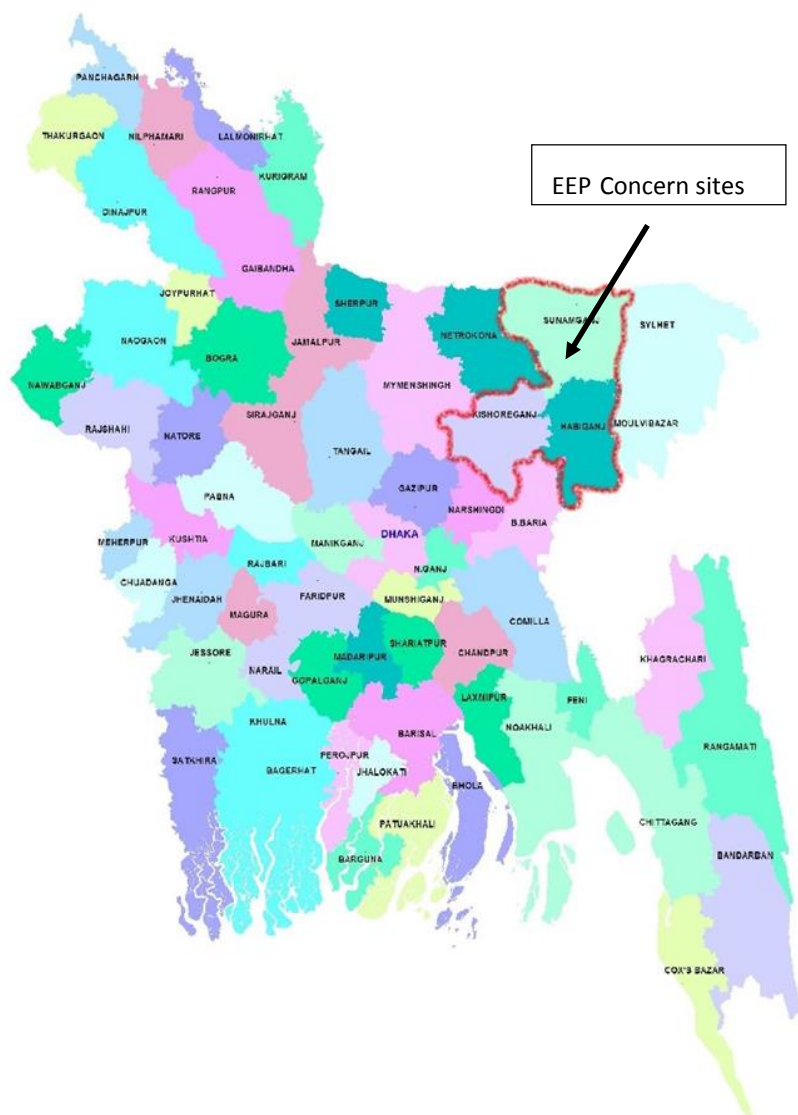 PANCHAGARH
THAKURGAON
NILPHAMARI
LALMONIRHAT
KURIGRAM
RANGPUR
DINAJPUR
EEP Concern sites
GAIBANDHA
JOYPURHAT
SHERPUR
SUNAMGANJ
SYLHET
NETROKONA
NAOGAON
JAMALPUR
BOGRA
MYMENSHINGH
NAWABGANJ
SIRAJGANJ
KISHOREGANJ
RAJSHAHI
NATORE
HABIGANJ
MOULVIBAZAR
TANGAIL
GAZIPUR
PABNA
NARSHINGDI
B.BARIA
KUSHTIA
DHAKA
MEHERPUR
MANIKGANJ
RAJBARI
N.GANJ
CHUADANGA
JHENAIDAH
FARIDPUR
MUNSHIGANJ
MAGURA
COMILLA
SHARIATPUR
JESSORE
MADARIPUR
CHANDPUR
KHAGRACHARI
NARAIL
GOPALGANJ
LAXMIPUR
FENI
KHULNA
NOAKHALI
BARISAL
RANGAMATI
SATKHIRA
PEROJPUR
BAGERHAT
JHALOKATI
BHOLA
CHITTAGANG
PATUAKHALI
BARGUNA
BANDARBAN
COX'S BAZAR